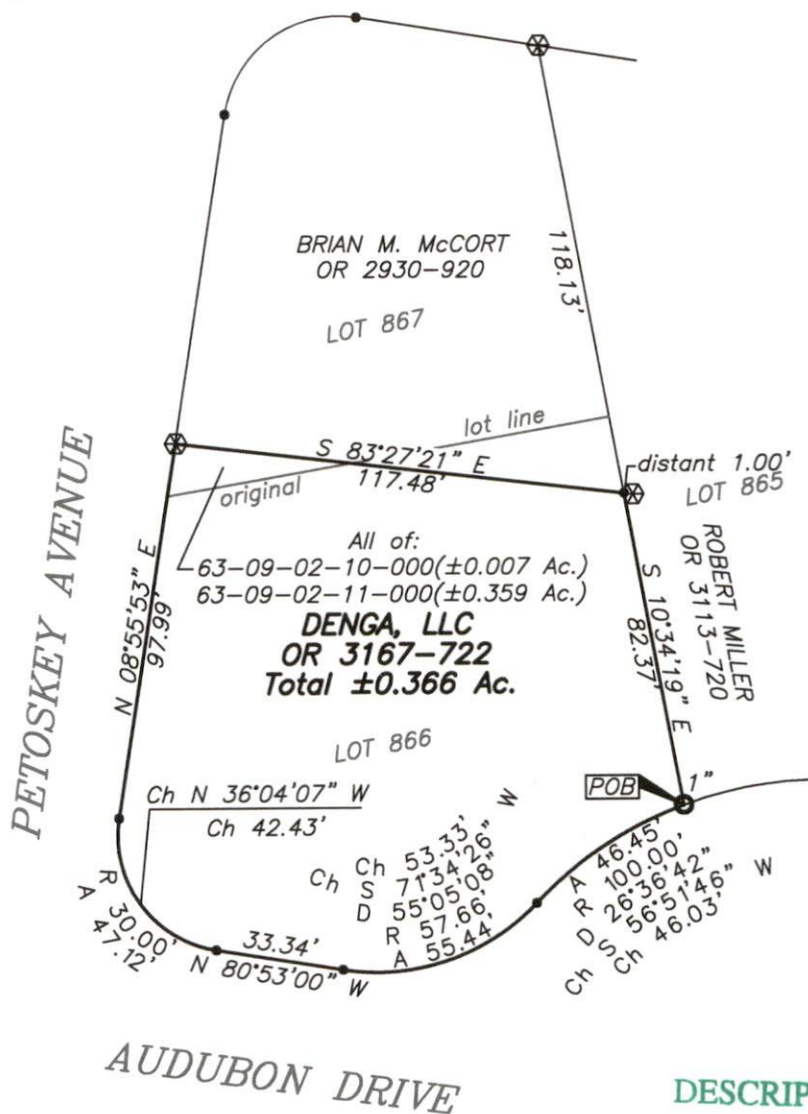 BRIAN M. McCORT
OR 2930-920
LOT 867
118.13'
original lot line
S 83°27'21" E
117.48'
distant 1.00'
LOT 865
ROBERT MILLER
OR 3113-720
PETOSKEY AVENUE
N 08°55'53" E
97.99'
All of:
63-09-02-10-000(±0.007 Ac.)
63-09-02-11-000(±0.359 Ac.)
DENGA, LLC
OR 3167-722
Total ±0.366 Ac.
S 10°34'19" E
82.37'
LOT 866
POB
1"
Ch N 36°04'07" W
Ch 42.43'
R 30.00'
A 47.12'
33.34'
N 80°53'00" W
Ch 53.33'
Ch S 71°34'26" W
D 55°05'08"
R 57.66'
A 55.44'
A 46.45'
R 100.00'
D 26°36'42"
Ch S 56°51'46" W
Ch 46.03'
AUDUBON DRIVE
DESCRIP